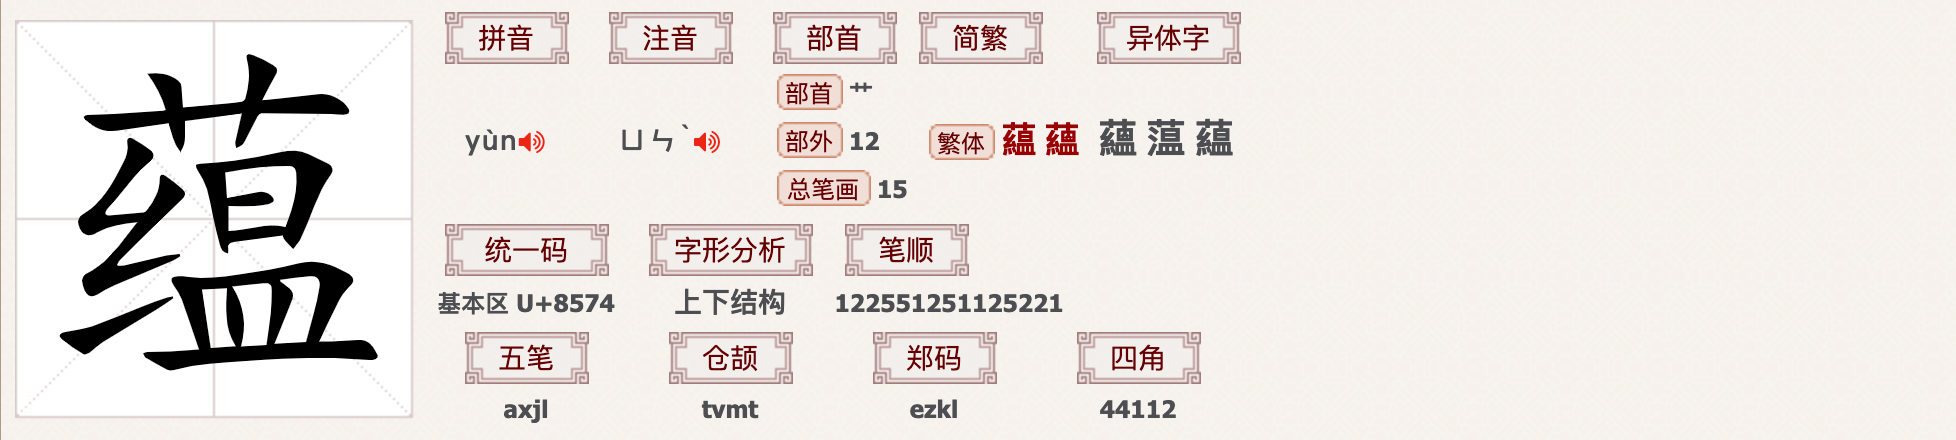 蕴
拼音 注音 部首 简繁 异体字
部首 艹
yùn ㄩㄣˋ 部外 12 繁体 蘊 蘊 蘊 薀 蘊
总笔画 15
统一码 字形分析 笔顺
基本区 U+8574 上下结构 122551251125221
五笔 仓颉 郑码 四角
axjl tvmt ezkl 44112